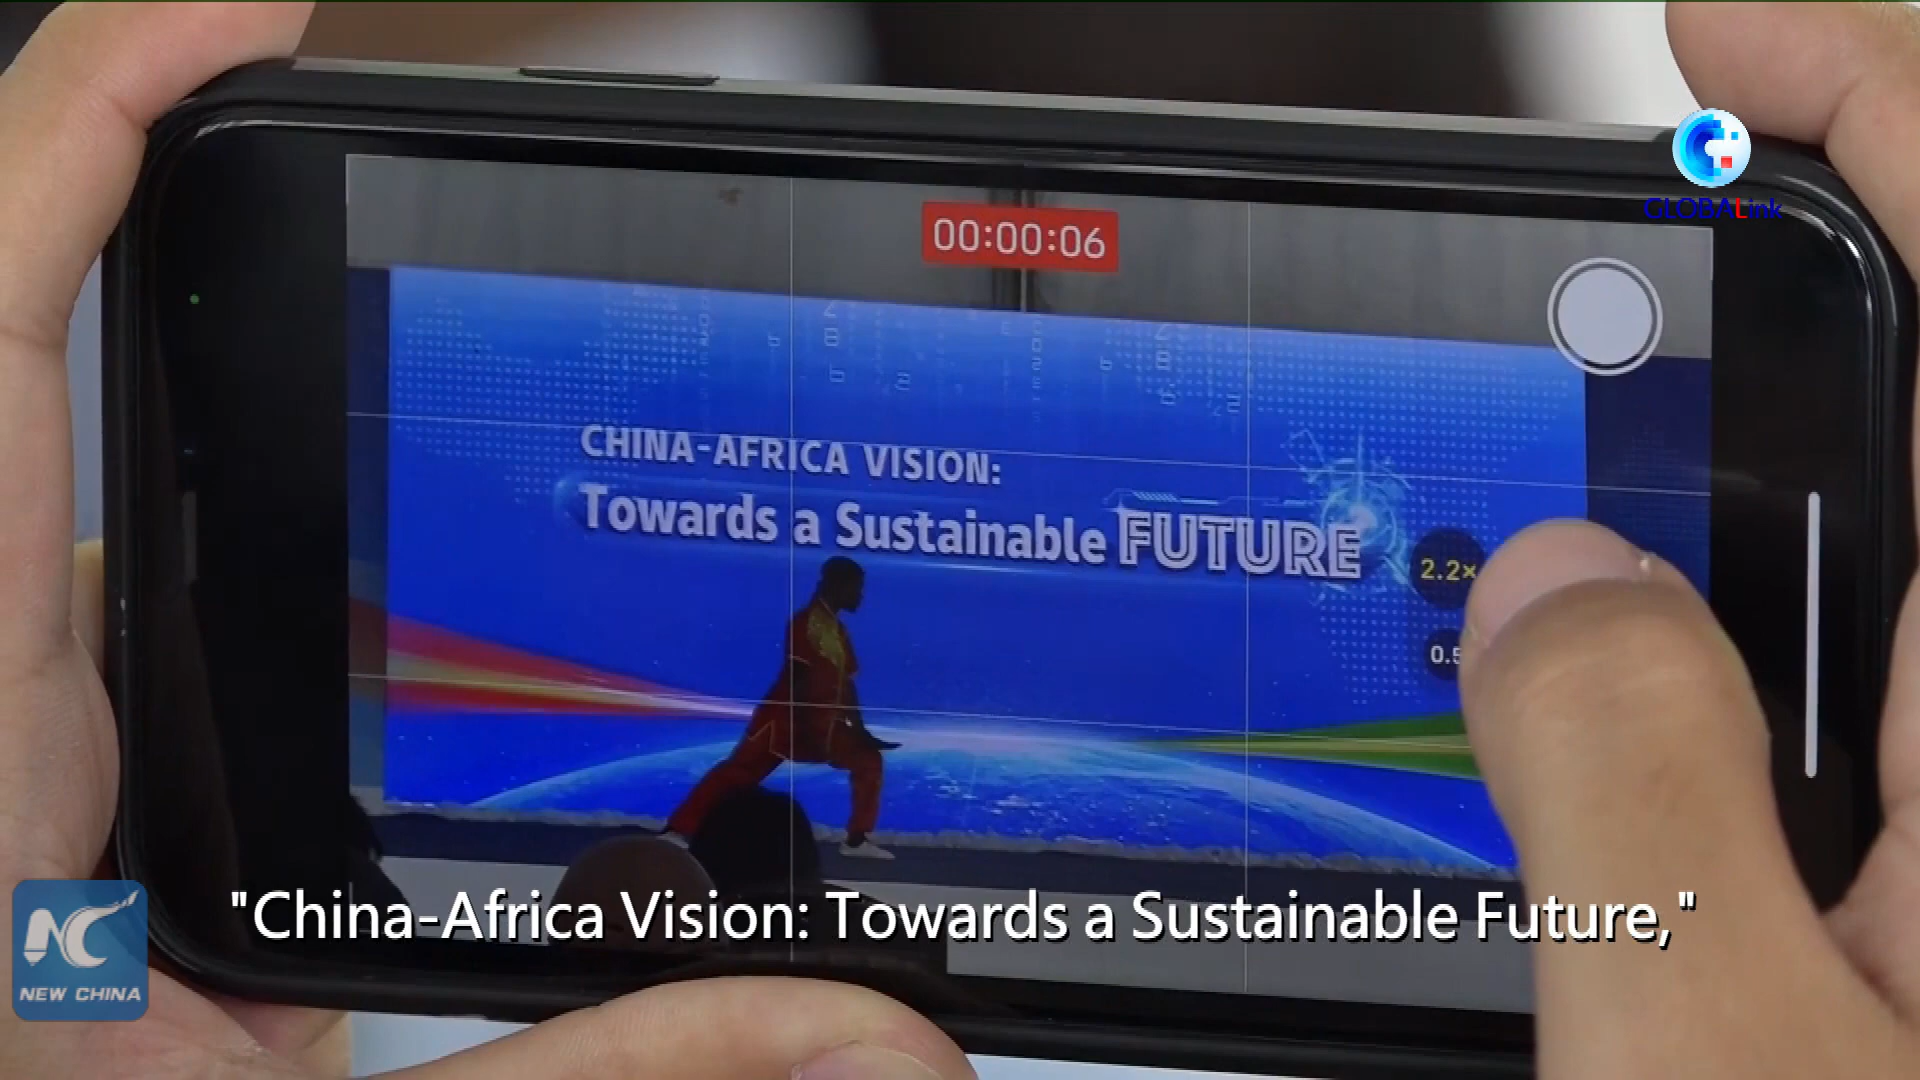 GLOBALink
00:00:06
CHINA-AFRICA VISION:
Towards a Sustainable FUTURE
2.2×
"China-Africa Vision: Towards a Sustainable Future,"
NC
NEW CHINA